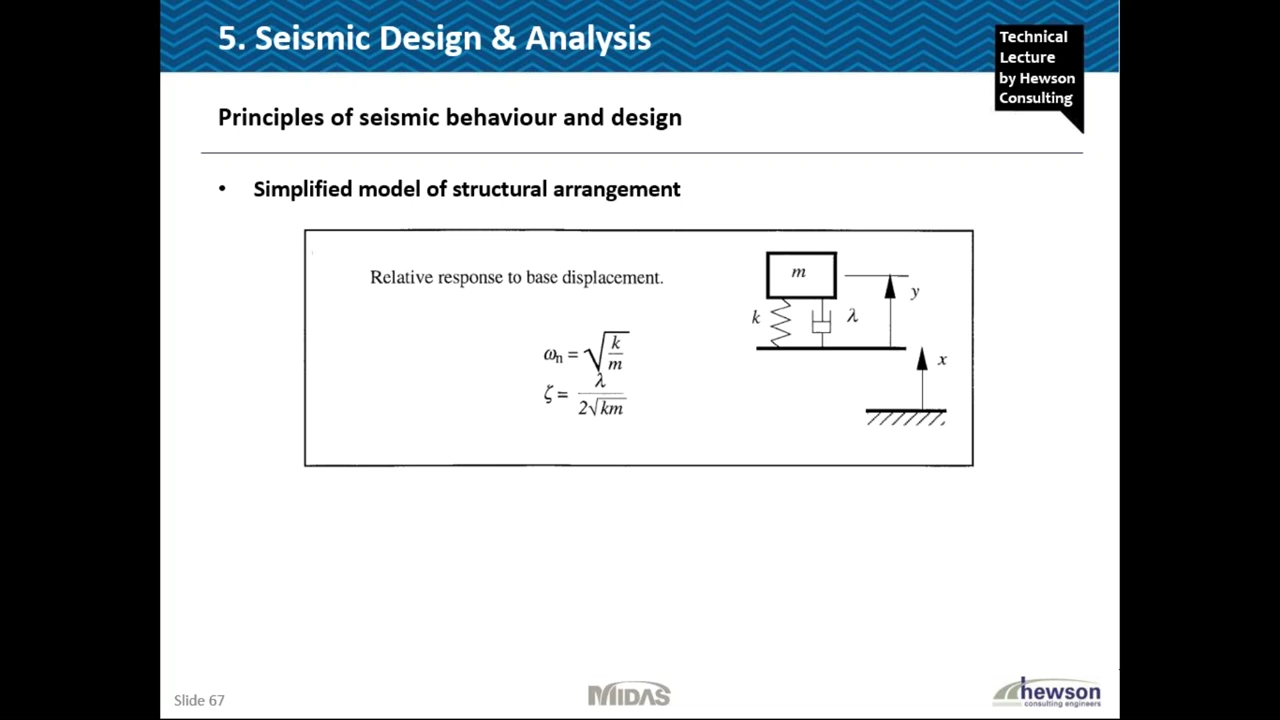 5. Seismic Design & Analysis
Technical
Lecture
by Hewson
Consulting
Principles of seismic behaviour and design
• Simplified model of structural arrangement
Relative response to base displacement.
m
y
k
λ
ωn = √(k/m)
x
ζ = λ/(2√km)
Slide 67
MIDAS
hewson
consulting engineers